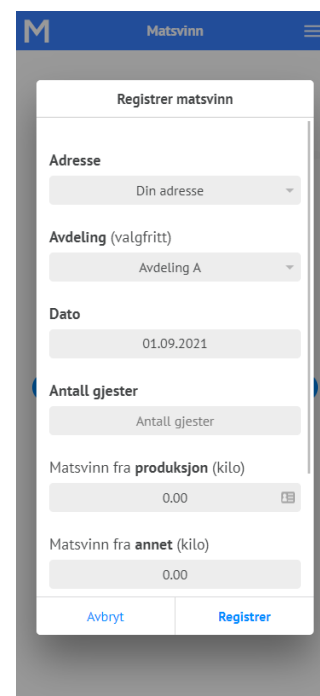 M Matsvinn
Registrer matsvinn
Adresse
Din adresse
Avdeling (valgfritt)
Avdeling A
Dato
01.09.2021
Antall gjester
Antall gjester
Matsvinn fra produksjon (kilo)
0.00
Matsvinn fra annet (kilo)
0.00
Avbryt Registrer